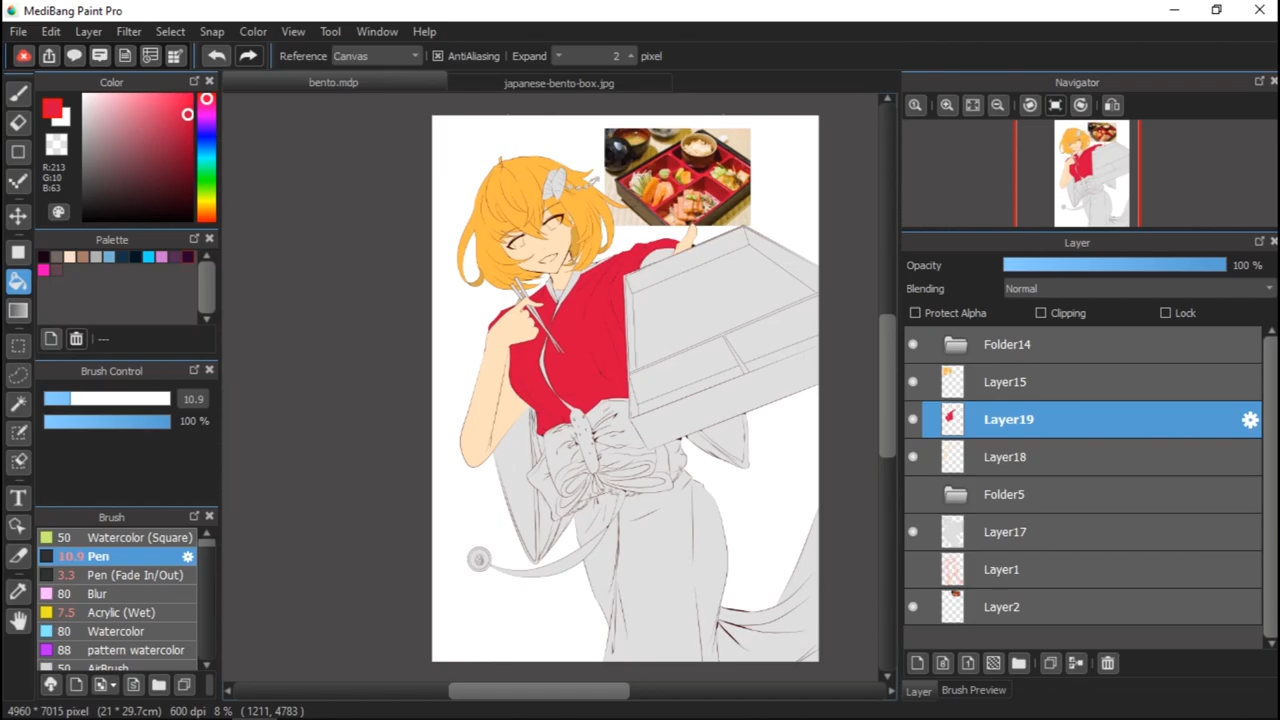 MediBang Paint Pro
File Edit Layer Filter Select Snap Color View Tool Window Help
Reference Canvas AntiAliasing Expand 2 pixel
bento.mdp japanese-bento-box.jpg
Color
R:213
G:10
B:63
Palette
---
Brush Control
10.9
100 %
Brush
50 Watercolor (Square)
10.9 Pen
3.3 Pen (Fade In/Out)
80 Blur
7.5 Acrylic (Wet)
80 Watercolor
88 pattern watercolor
50 AirBrush
Navigator
Layer
Opacity 100 %
Blending Normal
Protect Alpha Clipping Lock
Folder14
Layer15
Layer19
Layer18
Folder5
Layer17
Layer1
Layer2
Layer Brush Preview
4960 * 7015 pixel (21 * 29.7cm) 600 dpi 8 % ( 1211, 4783 )